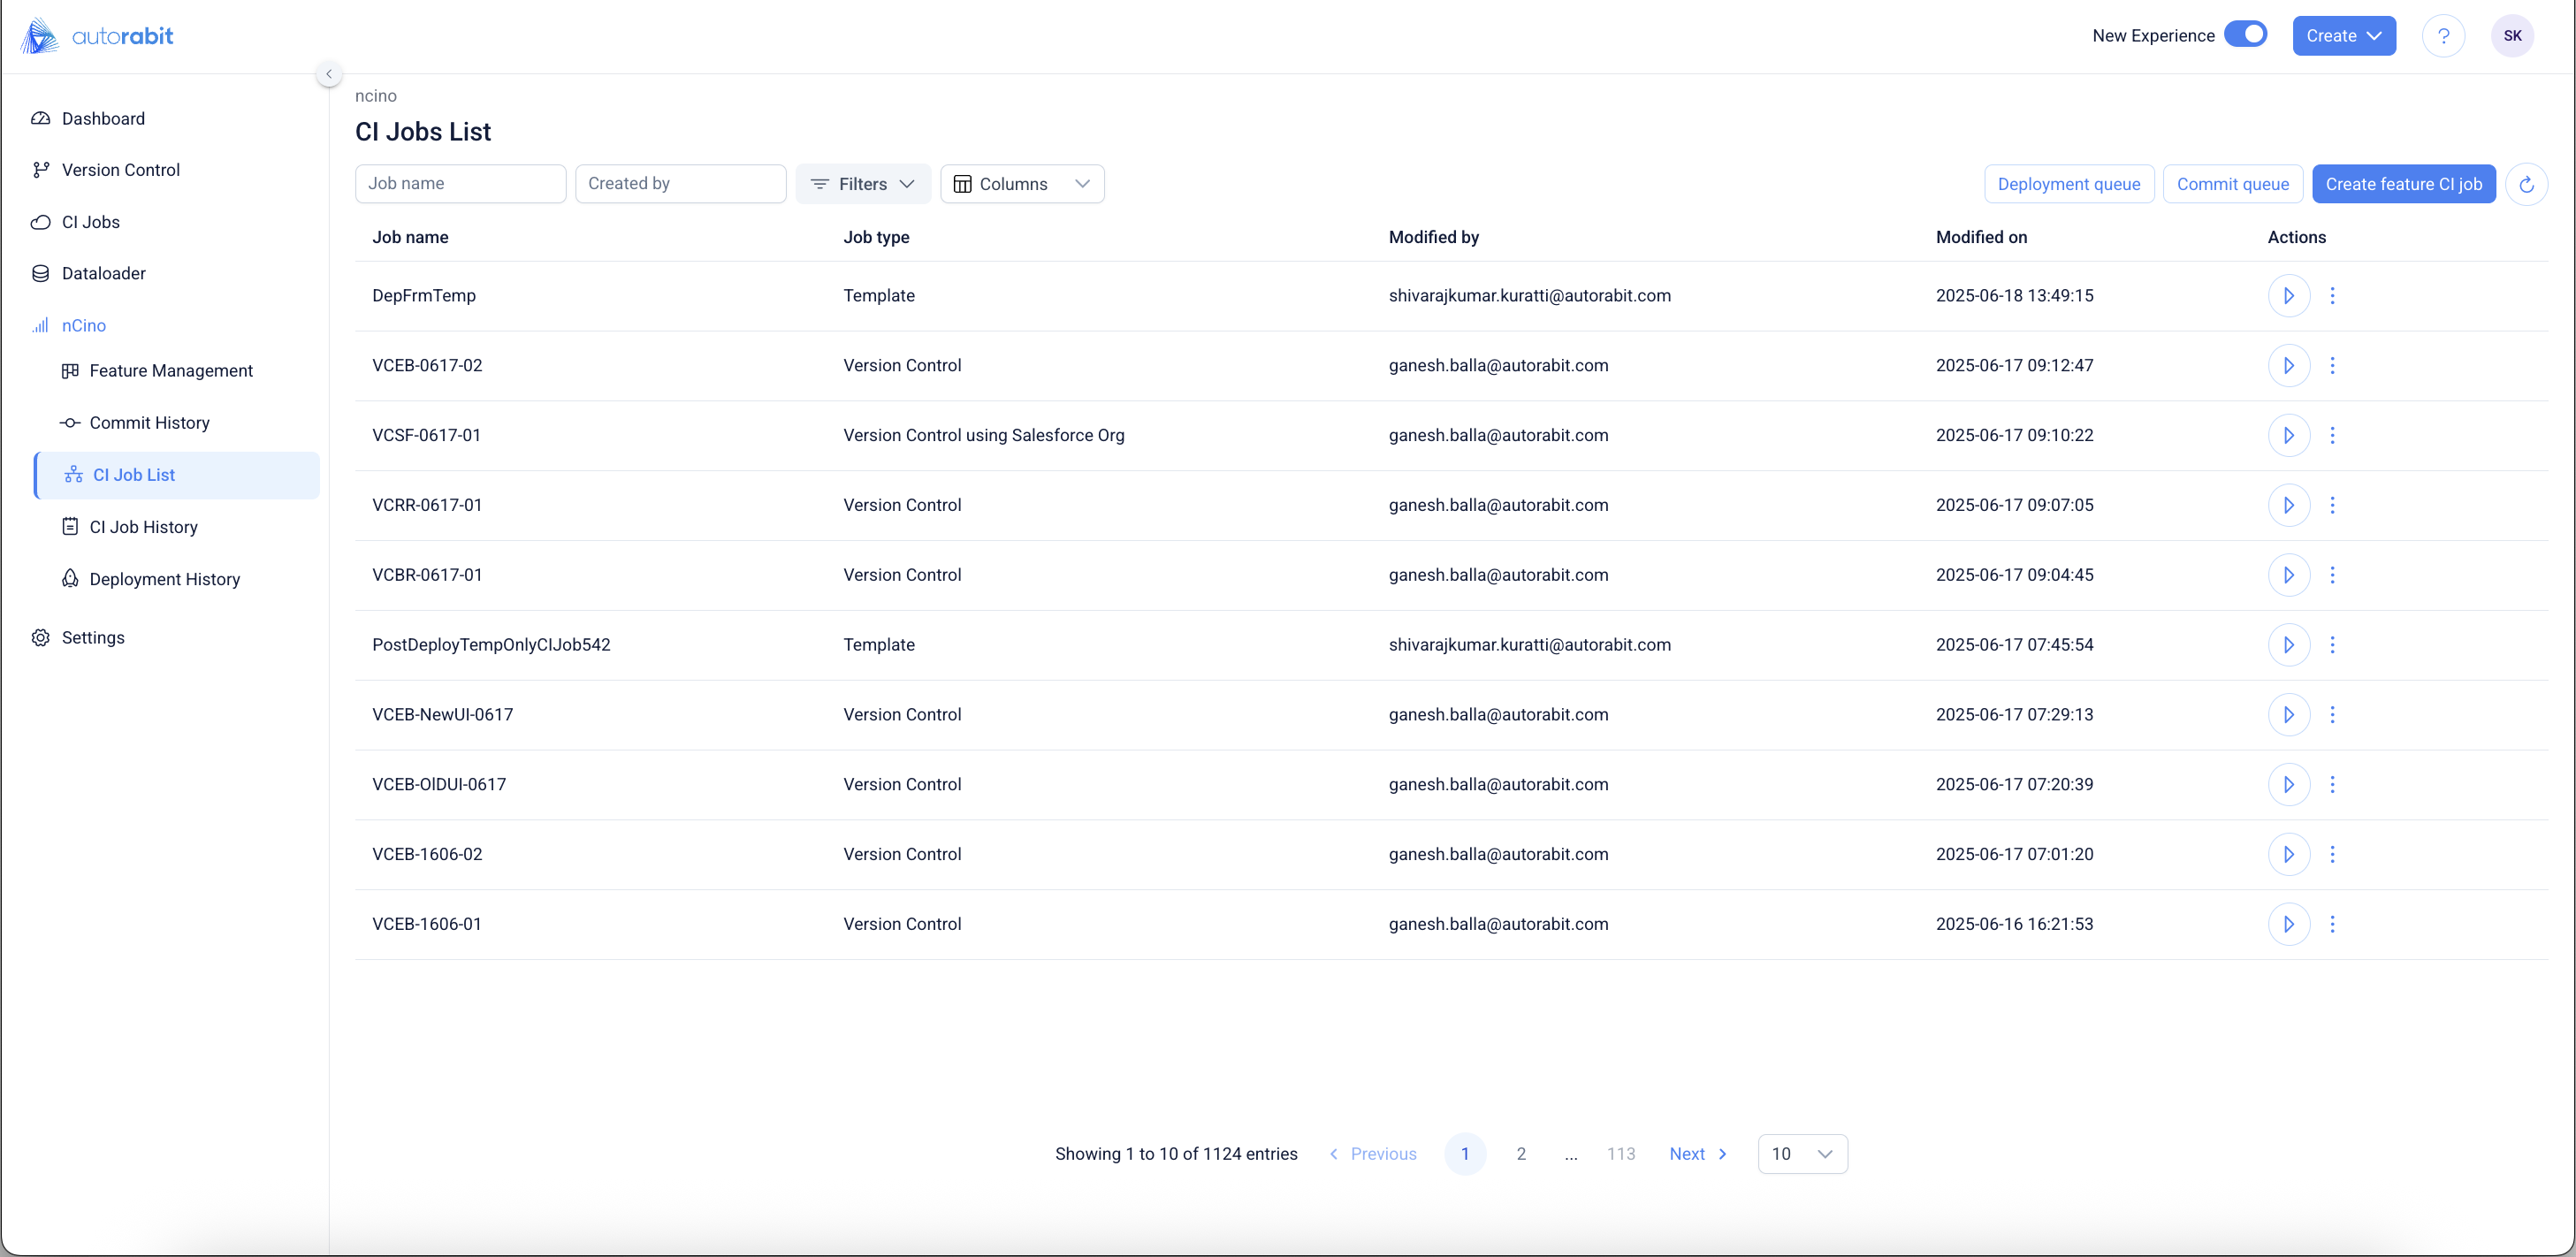 autorabit
New Experience Create ? SK
Dashboard
Version Control
CI Jobs
Dataloader
nCino
Feature Management
Commit History
CI Job List
CI Job History
Deployment History
Settings
ncino
CI Jobs List
Job name Created by Filters Columns Deployment queue Commit queue Create feature CI job
Job name Job type Modified by Modified on Actions
DepFrmTemp Template shivarajkumar.kuratti@autorabit.com 2025-06-18 13:49:15
VCEB-0617-02 Version Control ganesh.balla@autorabit.com 2025-06-17 09:12:47
VCSF-0617-01 Version Control using Salesforce Org ganesh.balla@autorabit.com 2025-06-17 09:10:22
VCRR-0617-01 Version Control ganesh.balla@autorabit.com 2025-06-17 09:07:05
VCBR-0617-01 Version Control ganesh.balla@autorabit.com 2025-06-17 09:04:45
PostDeployTempOnlyCIJob542 Template shivarajkumar.kuratti@autorabit.com 2025-06-17 07:45:54
VCEB-NewUI-0617 Version Control ganesh.balla@autorabit.com 2025-06-17 07:29:13
VCEB-OlDUI-0617 Version Control ganesh.balla@autorabit.com 2025-06-17 07:20:39
VCEB-1606-02 Version Control ganesh.balla@autorabit.com 2025-06-17 07:01:20
VCEB-1606-01 Version Control ganesh.balla@autorabit.com 2025-06-16 16:21:53
Showing 1 to 10 of 1124 entries Previous 1 2 ... 113 Next 10